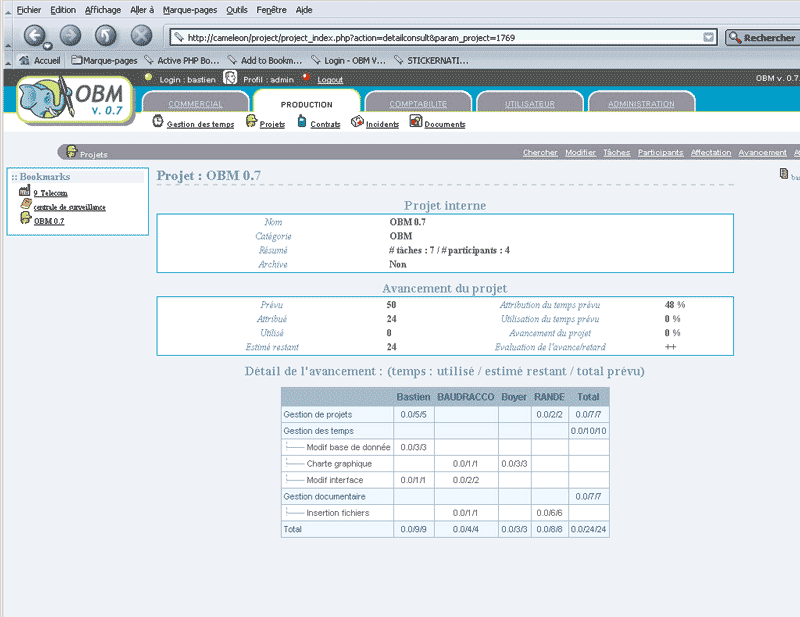 Fichier Edition Affichage Aller à Marque-pages Outils Fenêtre Aide
http://cameleon/project/project_index.php?action=detailconsult&param_project=1769 Rechercher
Accueil Marque-pages Active PHP Bo... Add to Bookm... Login - OBM V... STICKERNATI...
Login : bastien Profil : admin Logout OBM v. 0.7
OBM
v. 0.7
COMMERCIAL PRODUCTION COMPTABILITE UTILISATEUR ADMINISTRATION
Gestion des temps Projets Contrats Incidents Documents
Projets Chercher Modifier Tâches Participants Affectation Avancement
:: Bookmarks
9 Telecom
centrale de surveillance
OBM 0.7
Projet : OBM 0.7
Projet interne
Nom OBM 0.7
Catégorie OBM
Résumé # tâches : 7 / # participants : 4
Archive Non
Avancement du projet
Prévu 50 Attribution du temps prévu 48 %
Attribué 24 Utilisation du temps prévu 0 %
Utilisé 0 Avancement du projet 0 %
Estimé restant 24 Evaluation de l'avance/retard ++
Détail de l'avancement : (temps : utilisé / estimé restant / total prévu)
Bastien BAUDRACCO Boyer RANDE Total
Gestion de projets 0.0/5/5 0.0/2/2 0.0/7/7
Gestion des temps 0.0/10/10
Modif base de donnée 0.0/3/3
Charte graphique 0.0/1/1 0.0/3/3
Modif interface 0.0/1/1 0.0/2/2
Gestion documentaire 0.0/7/7
Insertion fichiers 0.0/1/1 0.0/6/6
Total 0.0/9/9 0.0/4/4 0.0/3/3 0.0/8/8 0.0/24/24